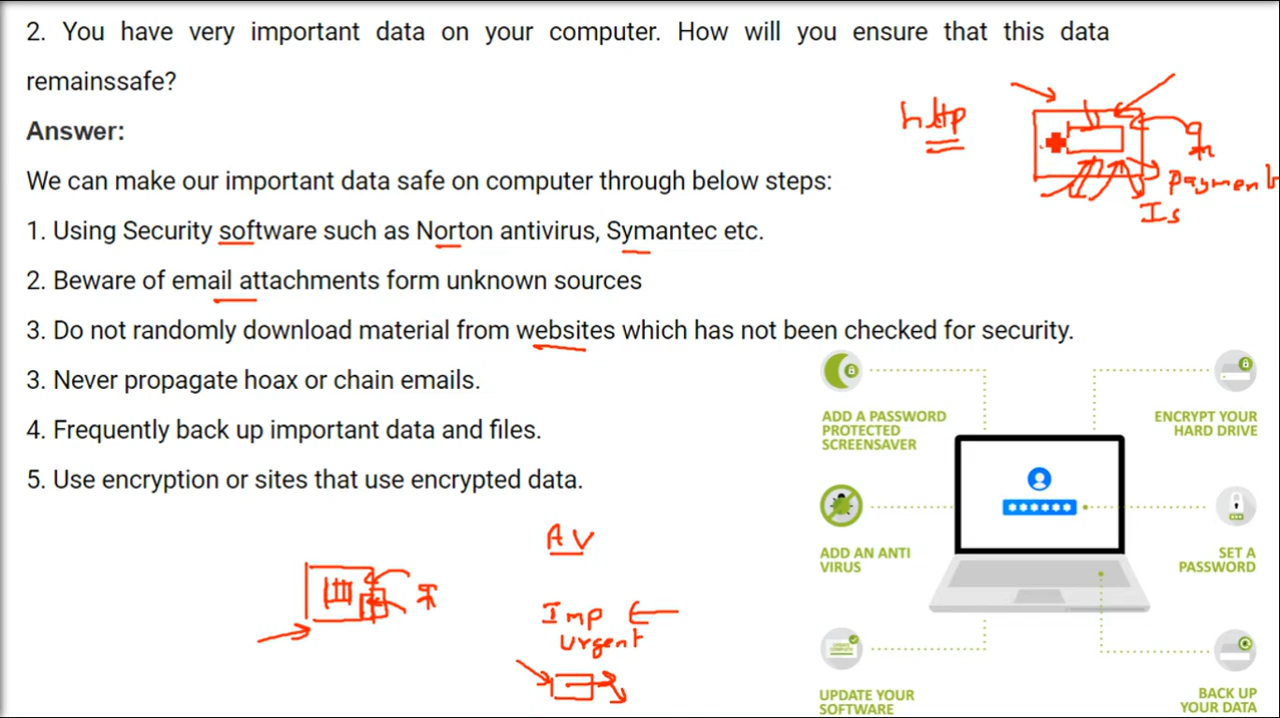 2. You have very important data on your computer. How will you ensure that this data
remainssafe?
Answer:
http
We can make our important data safe on computer through below steps:
payment
Is
1. Using Security software such as Norton antivirus, Symantec etc.
2. Beware of email attachments form unknown sources
3. Do not randomly download material from websites which has not been checked for security.
3. Never propagate hoax or chain emails.
4. Frequently back up important data and files.
5. Use encryption or sites that use encrypted data.
ADD A PASSWORD
PROTECTED
SCREENSAVER
ENCRYPT YOUR
HARD DRIVE
******
ADD AN ANTI
VIRUS
SET A
PASSWORD
UPDATE YOUR
SOFTWARE
BACK UP
YOUR DATA
AV
Imp
urgent